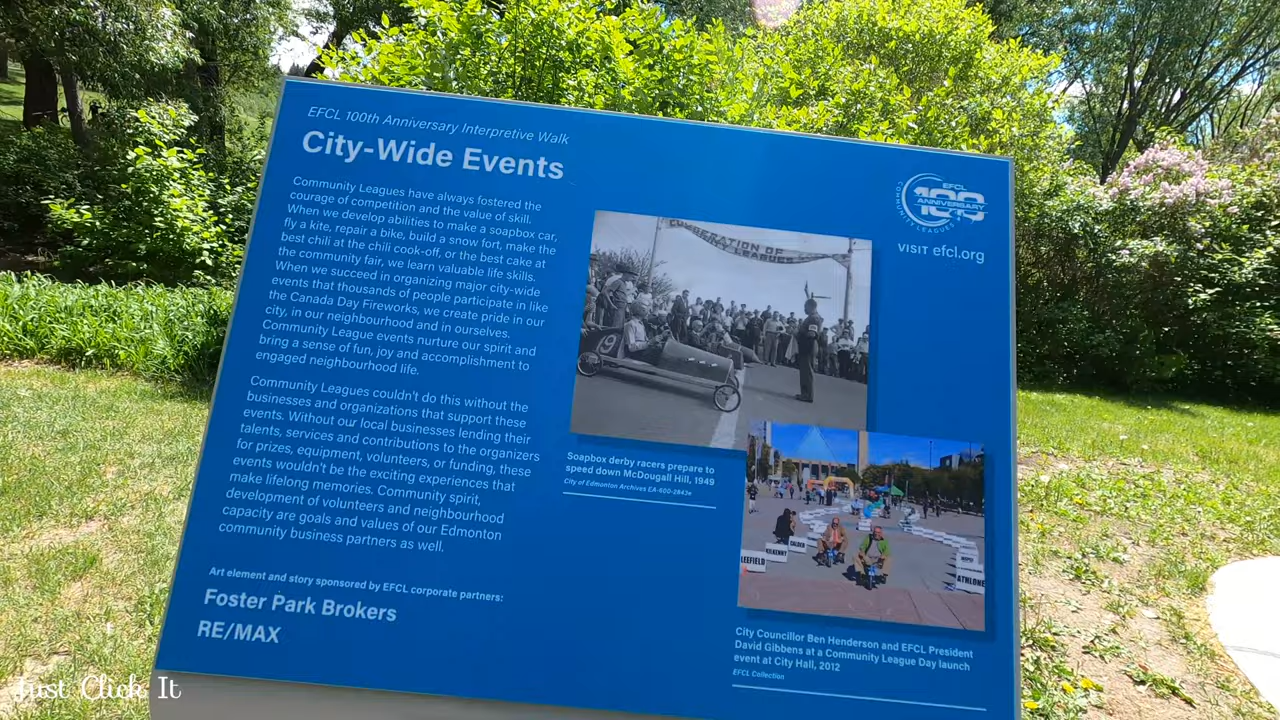 EFCL 100th Anniversary Interpretive Walk
City-Wide Events
Community Leagues have always fostered the
courage of competition and the value of skill.
When we develop abilities to make a soapbox car,
fly a kite, repair a bike, build a snow fort, make the
best chili at the chili cook-off, or the best cake at
the community fair, we learn valuable life skills.
When we succeed in organizing major city-wide
events that thousands of people participate in like
the Canada Day Fireworks, we create pride in our
city, in our neighbourhood and in ourselves.
Community League events nurture our spirit and
bring a sense of fun, joy and accomplishment to
engaged neighbourhood life.
Community Leagues couldn't do this without the
businesses and organizations that support these
events. Without our local businesses lending their
talents, services and contributions to the organizers
for prizes, equipment, volunteers, or funding, these
events wouldn't be the exciting experiences that
make lifelong memories. Community spirit,
development of volunteers and neighbourhood
capacity are goals and values of our Edmonton
community business partners as well.
Art element and story sponsored by EFCL corporate partners:
Foster Park Brokers
RE/MAX
EFCL
100
ANNIVERSARY
COMMUNITY LEAGUES
VISIT efcl.org
LEAGUES
19
Soapbox derby racers prepare to
speed down McDougall Hill, 1949
City of Edmonton Archives EA-600-2843e
LEEFIELD
KILKENNY
CALDER
ATHLONE
City Councillor Ben Henderson and EFCL President
David Gibbens at a Community League Day launch
event at City Hall, 2012
EFCL Collection
Just Click It